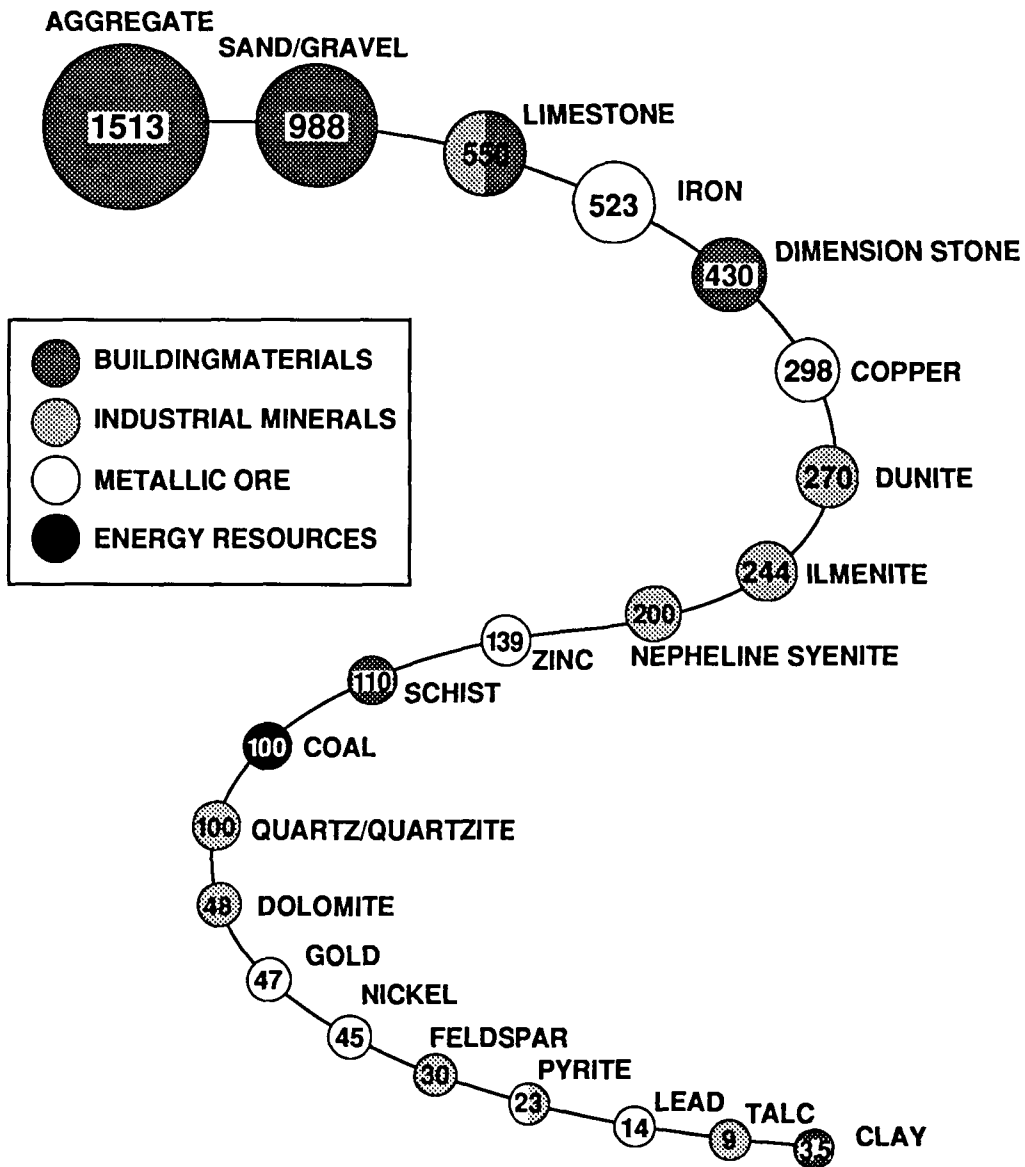 AGGREGATE
SAND/GRAVEL
1513
988
LIMESTONE
550
IRON
523
DIMENSION STONE
430
BUILDINGMATERIALS
INDUSTRIAL MINERALS
METALLIC ORE
ENERGY RESOURCES
298
COPPER
270
DUNITE
244
ILMENITE
200
NEPHELINE SYENITE
139
ZINC
110
SCHIST
100
COAL
100
QUARTZ/QUARTZITE
48
DOLOMITE
GOLD
47
NICKEL
45
FELDSPAR
30
PYRITE
23
LEAD
14
TALC
9
CLAY
3.5